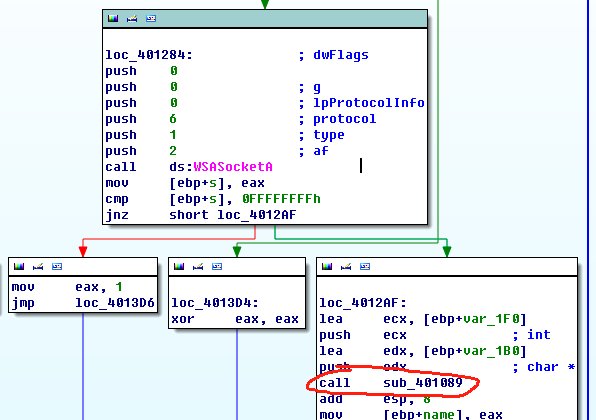 loc_401284: ; dwFlags
push 0
push 0 ; g
push 0 ; lpProtocolInfo
push 6 ; protocol
push 1 ; type
push 2 ; af
call ds:WSASocketA
mov [ebp+s], eax
cmp [ebp+s], 0FFFFFFFFh
jnz short loc_4012AF
mov eax, 1
jmp loc_4013D6
loc_4013D4:
xor eax, eax
loc_4012AF:
lea ecx, [ebp+var_1F0]
push ecx ; int
lea edx, [ebp+var_1B0]
push edx ; char *
call sub_401089
add esp, 8
mov [ebp+name], eax